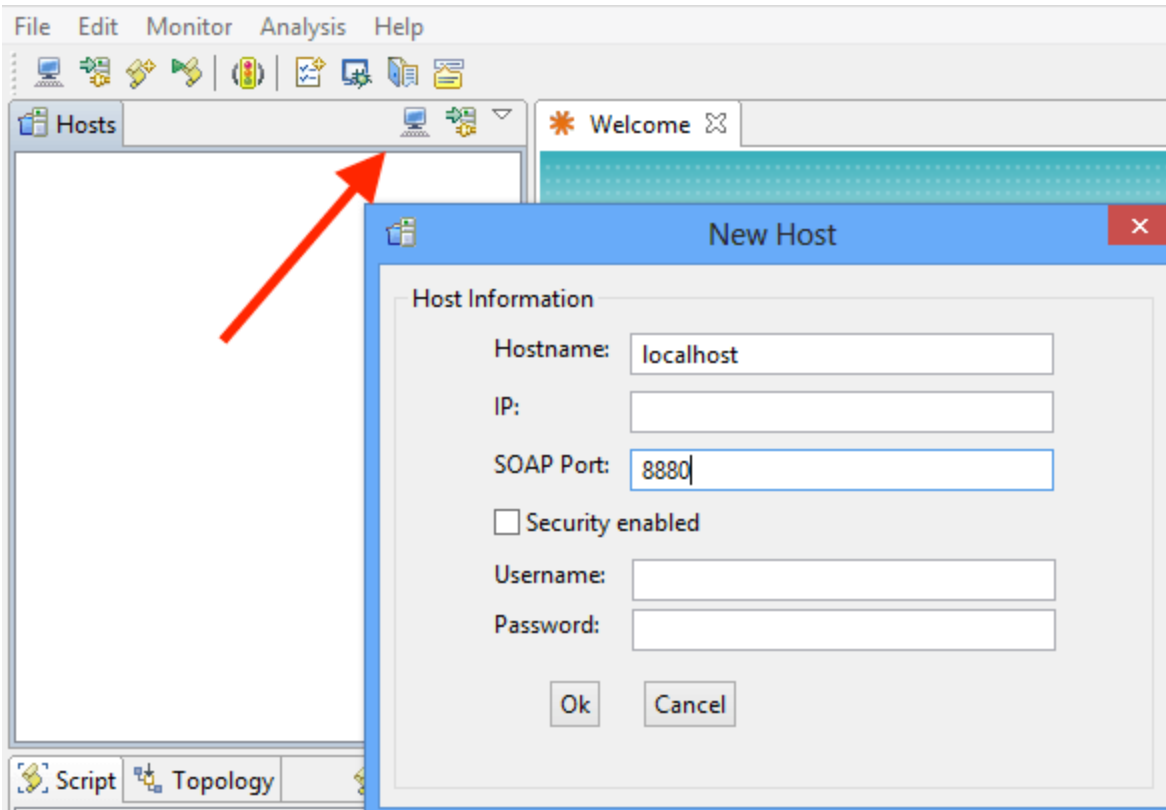 File Edit Monitor Analysis Help
Hosts
Welcome
New Host
Host Information
Hostname: localhost
IP:
SOAP Port: 8880
Security enabled
Username:
Password:
Ok Cancel
Script Topology